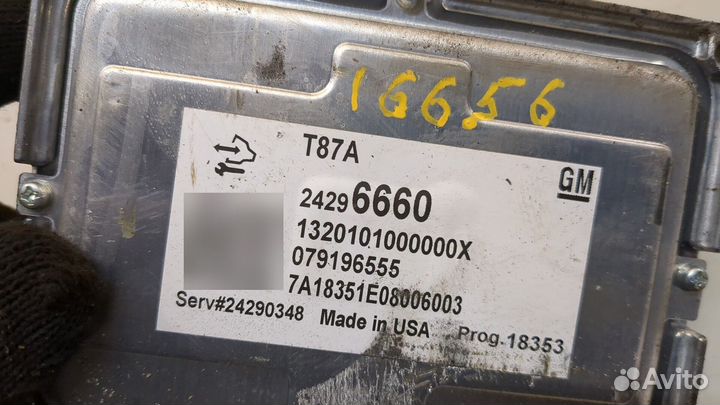 16656
T87A
GM
24296660
1320101000000X
079196555
7A18351E08006003
Serv#24290348 Made in USA Prog.18353
Avito